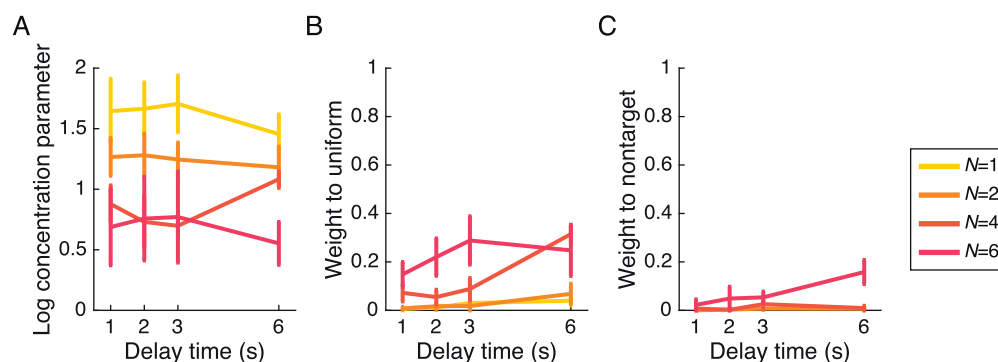 A
Log concentration parameter
2
1.5
1
0.5
0
1 2 3 6
Delay time (s)
B
Weight to uniform
1
0.8
0.6
0.4
0.2
0
1 2 3 6
Delay time (s)
C
Weight to nontarget
1
0.8
0.6
0.4
0.2
0
1 2 3 6
Delay time (s)
N=1
N=2
N=4
N=6